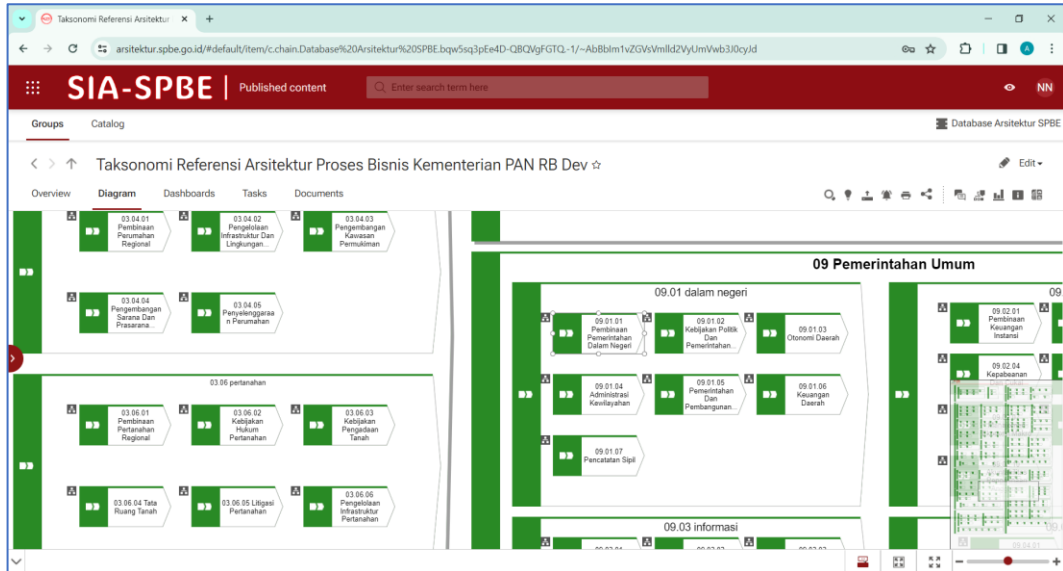 Taksonomi Referensi Arsitektur
arsitektur.spbe.go.id/#default/item/c.chain.Database%20Arsitektur%20SPBE.bqw5sq3pEe4D-QBQVgFGTQ.-1/~AbBblm1vZGVsVmlld2VyUmVwb3J0cyJd
A
SIA-SPBE
Published content
Enter search term here
NN
Groups
Catalog
Database Arsitektur SPBE
Taksonomi Referensi Arsitektur Proses Bisnis Kementerian PAN RB Dev
Edit
Overview
Diagram
Dashboards
Tasks
Documents
03.04.01
Pembinaan
Perumahan
Regional
03.04.02
Pengelolaan
Infrastruktur Dan
Lingkungan...
03.04.03
Pengembangan
Kawasan
Permukiman
03.04.04
Pengembangan
Sarana Dan
Prasarana...
03.04.05
Penyelenggaraa
n Perumahan
03.06 pertanahan
03.06.01
Pembinaan
Pertanahan
Regional
03.06.02
Kebijakan
Hukum
Pertanahan
03.06.03
Kebijakan
Pengadaan
Tanah
03.06.04 Tata
Ruang Tanah
03.06.05 Litigasi
Pertanahan
03.06.06
Pengelolaan
Infrastruktur
Pertanahan
09 Pemerintahan Umum
09.01 dalam negeri
09.01.01
Pembinaan
Pemerintahan
Dalam Negeri
09.01.02
Kebijakan Politik
Dan
Pemerintahan...
09.01.03
Otonomi Daerah
09.01.04
Administrasi
Kewilayahan
09.01.05
Pemerintahan
Dan
Pembangunan...
09.01.06
Keuangan
Daerah
09.01.07
Pencatatan Sipil
09
09.02.01
Pembinaan
Keuangan
Instansi
09.02.04
Kepabeanan
09.03 informasi
09.04.01